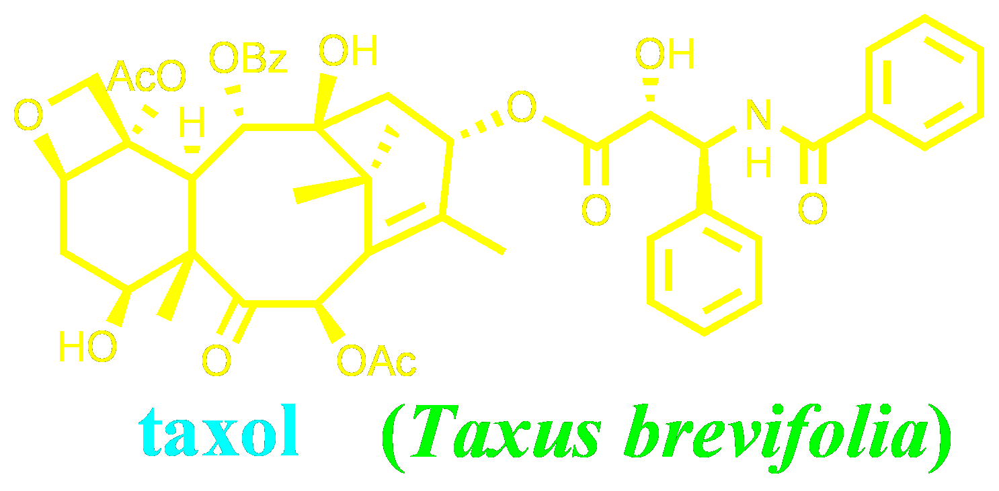 OH
OBz
AcO
OH
O
O
H
N
H
O
O
HO
O
OAc
taxol (Taxus brevifolia)